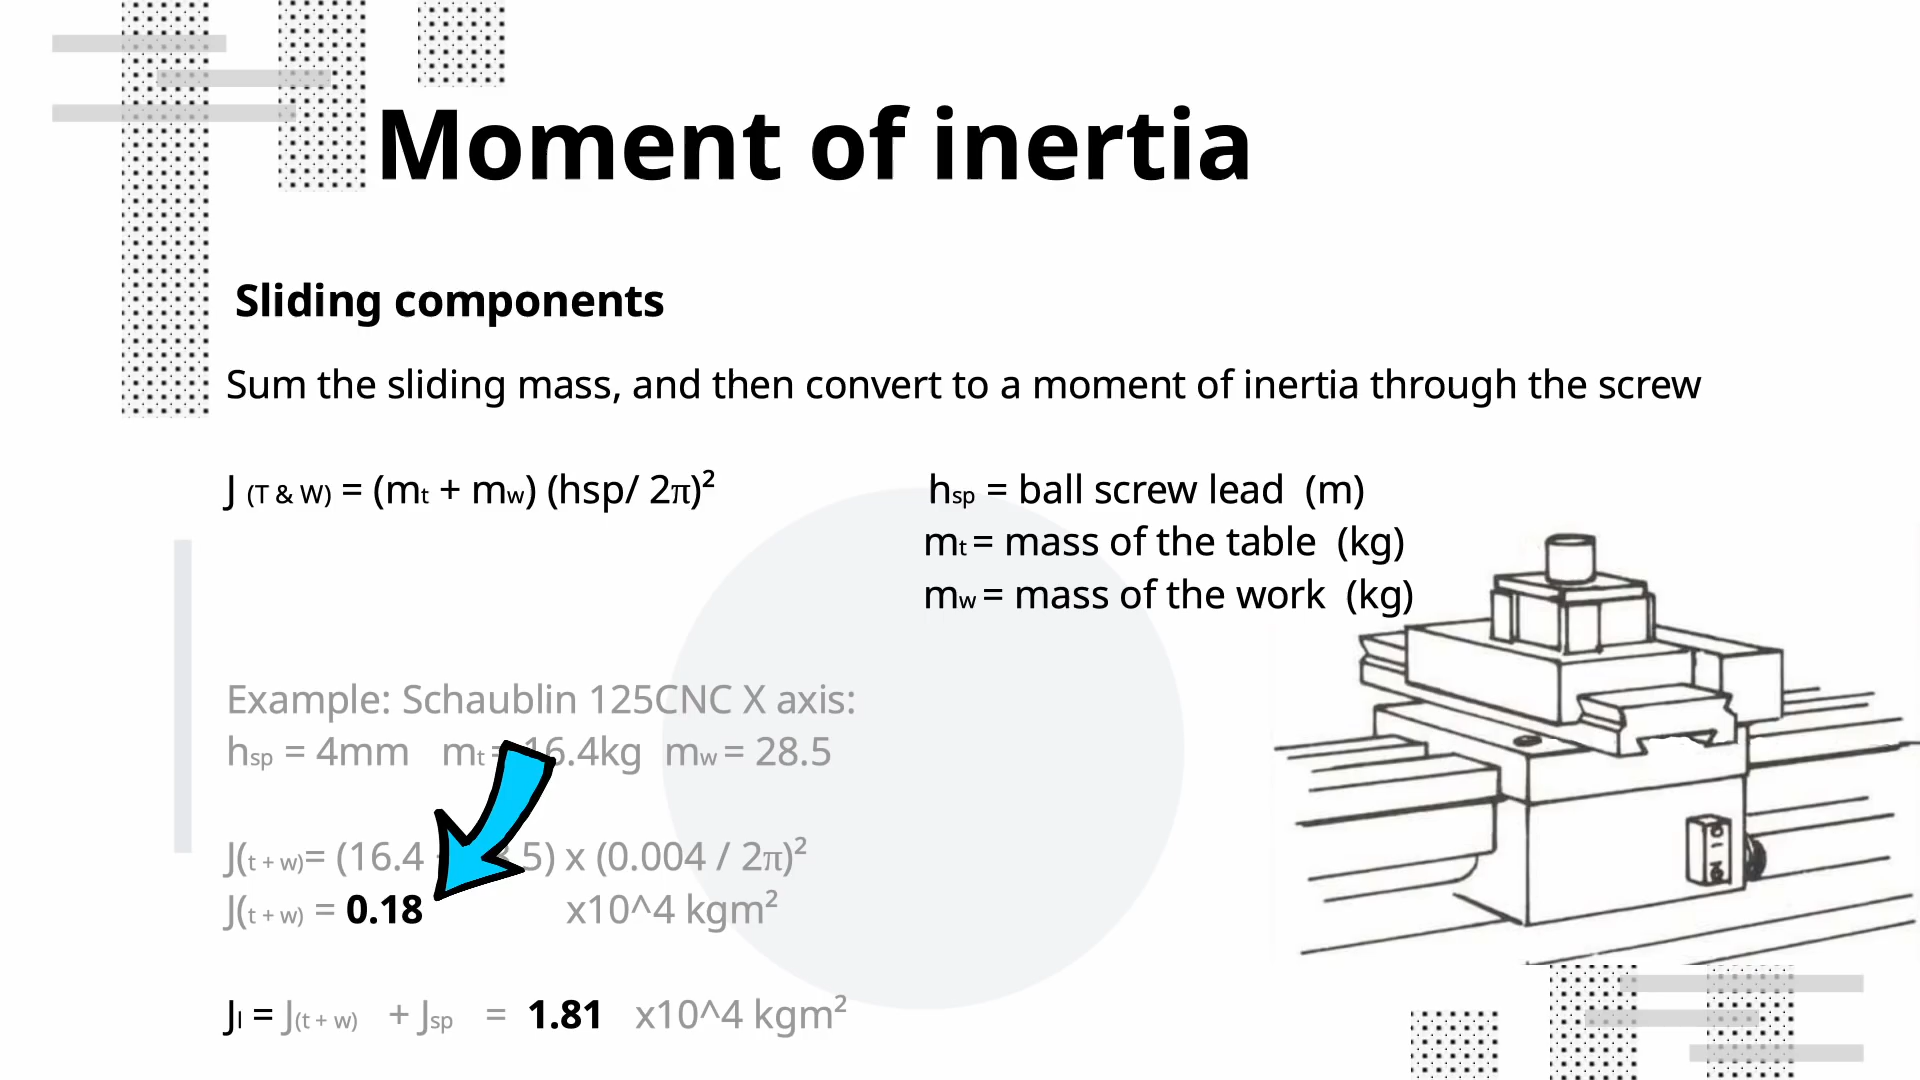 Moment of inertia
Sliding components
Sum the sliding mass, and then convert to a moment of inertia through the screw
J (T & W) = (mt + mw) (hsp/ 2π)²
hsp = ball screw lead (m)
mt = mass of the table (kg)
mw = mass of the work (kg)
Example: Schaublin 125CNC X axis:
hsp = 4mm mt = 16.4kg mw = 28.5
J(t + w)= (16.4 5) x (0.004 / 2π)²
J(t + w) = 0.18 x10^4 kgm²
Jl = J(t + w) + Jsp = 1.81 x10^4 kgm²